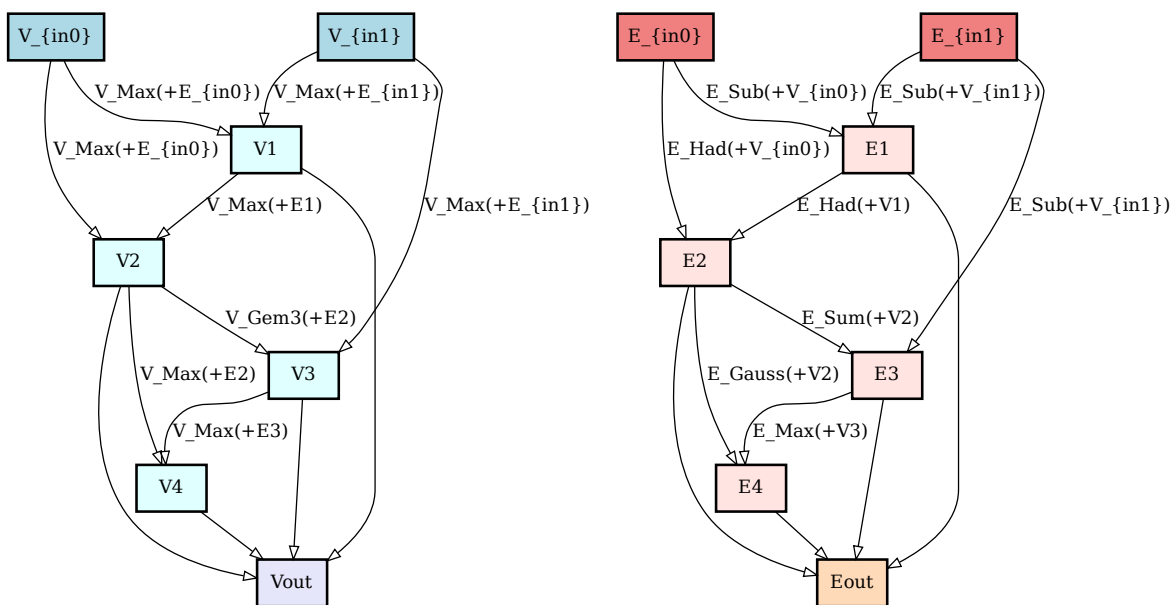 V_{in0}
V_{in1}
E_{in0}
E_{in1}
V_Max(+E_{in0})
V_Max(+E_{in1})
E_Sub(+V_{in0})
E_Sub(+V_{in1})
V_Max(+E_{in0})
V1
E_Had(+V_{in0})
E1
V_Max(+E1)
V_Max(+E_{in1})
E_Had(+V1)
E_Sub(+V_{in1})
V2
E2
V_Gem3(+E2)
E_Sum(+V2)
V_Max(+E2)
V3
E_Gauss(+V2)
E3
V_Max(+E3)
E_Max(+V3)
V4
E4
Vout
Eout